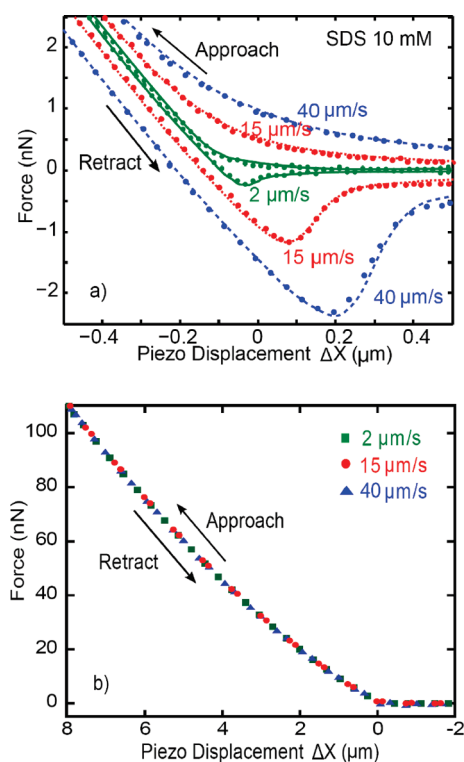 SDS 10 mM
Approach
40 µm/s
15 µm/s
2 µm/s
Retract
15 µm/s
40 µm/s
a)
Force (nN)
2
1
0
-1
-2
-0.4 -0.2 0 0.2 0.4
Piezo Displacement ΔX (µm)
2 µm/s
15 µm/s
40 µm/s
Approach
Retract
b)
Force (nN)
100
80
60
40
20
0
8 6 4 2 0 -2
Piezo Displacement ΔX (µm)